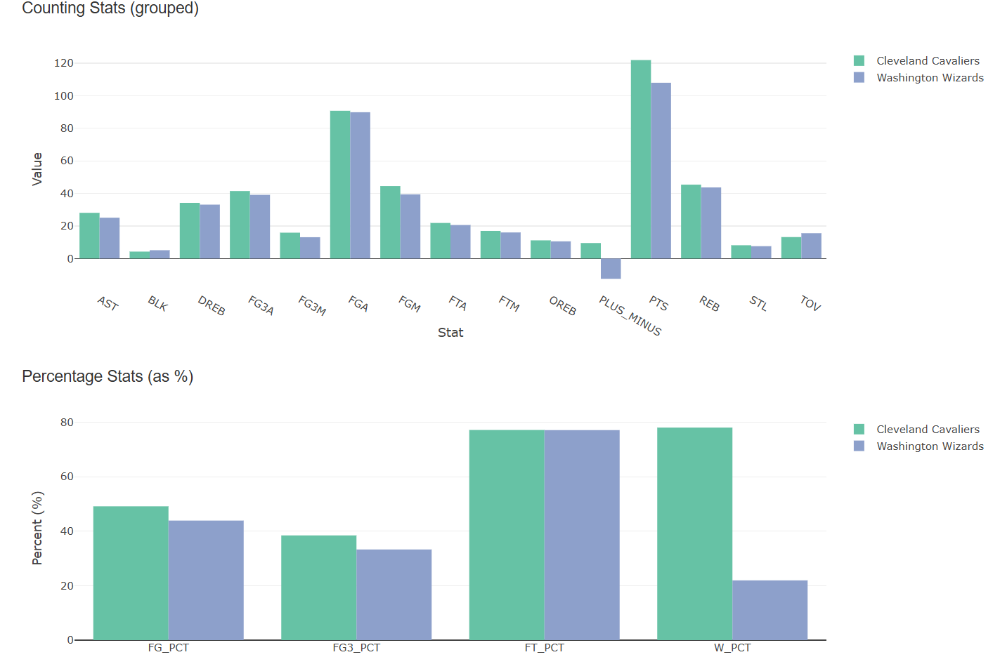 Counting Stats (grouped)
120
100
80
60
40
20
0
Value
AST BLK DREB FG3A FG3M FGA FGM FTA FTM OREB PLUS_MINUS PTS REB STL TOV
Stat
Cleveland Cavaliers
Washington Wizards
Percentage Stats (as %)
80
60
40
20
0
Percent (%)
FG_PCT FG3_PCT FT_PCT W_PCT
Cleveland Cavaliers
Washington Wizards